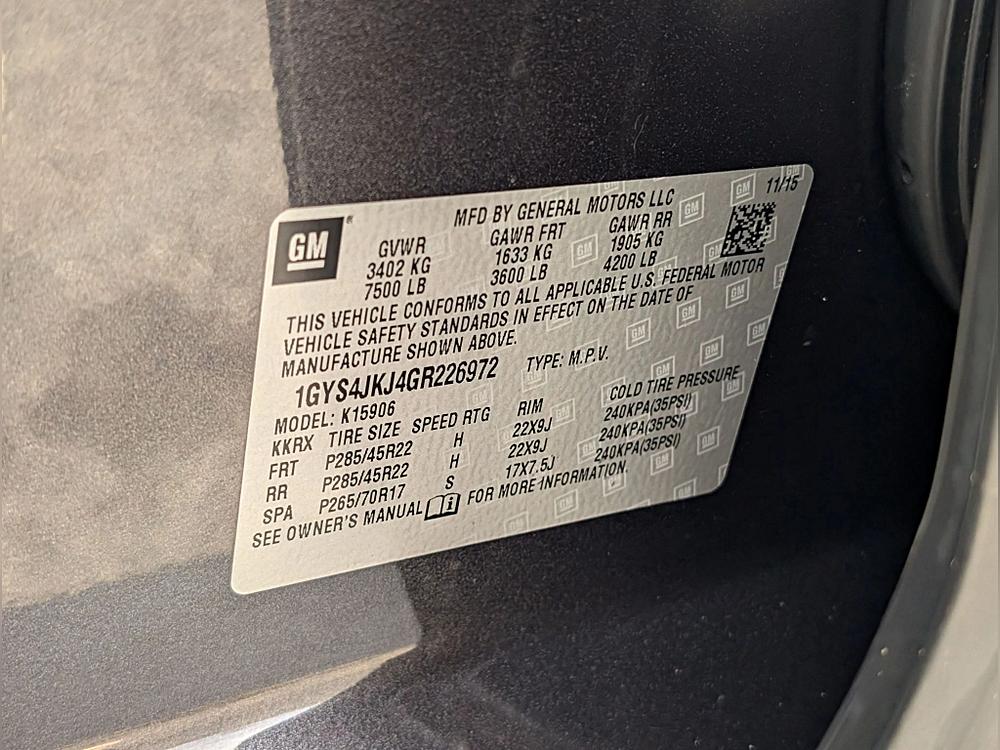 11/15
GM ®
MFD BY GENERAL MOTORS LLC
GVWR GAWR FRT GAWR RR
3402 KG 1633 KG 1905 KG
7500 LB 3600 LB 4200 LB
THIS VEHICLE CONFORMS TO ALL APPLICABLE U.S. FEDERAL MOTOR
VEHICLE SAFETY STANDARDS IN EFFECT ON THE DATE OF
MANUFACTURE SHOWN ABOVE.
1GYS4JKJ4GR226972 TYPE: M.P.V.
MODEL: K15906
KKRX TIRE SIZE SPEED RTG RIM COLD TIRE PRESSURE
FRT P285/45R22 H 22X9J 240KPA(35PSI)
RR P285/45R22 H 22X9J 240KPA(35PSI)
SPA P265/70R17 S 17X7.5J 240KPA(35PSI)
SEE OWNER'S MANUAL FOR MORE INFORMATION.